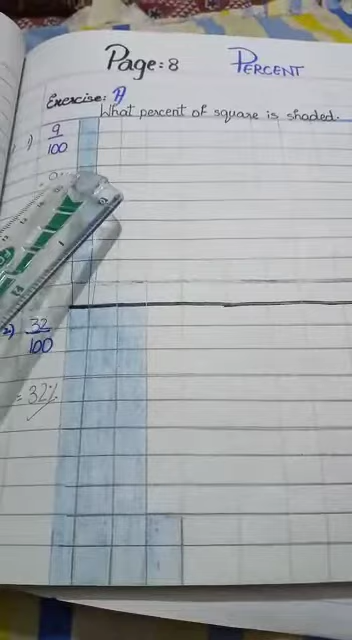 Page: 8 PERCENT
Exercise: A
What percent of square is shaded.
1) 9/100
2) 32/100
= 32%